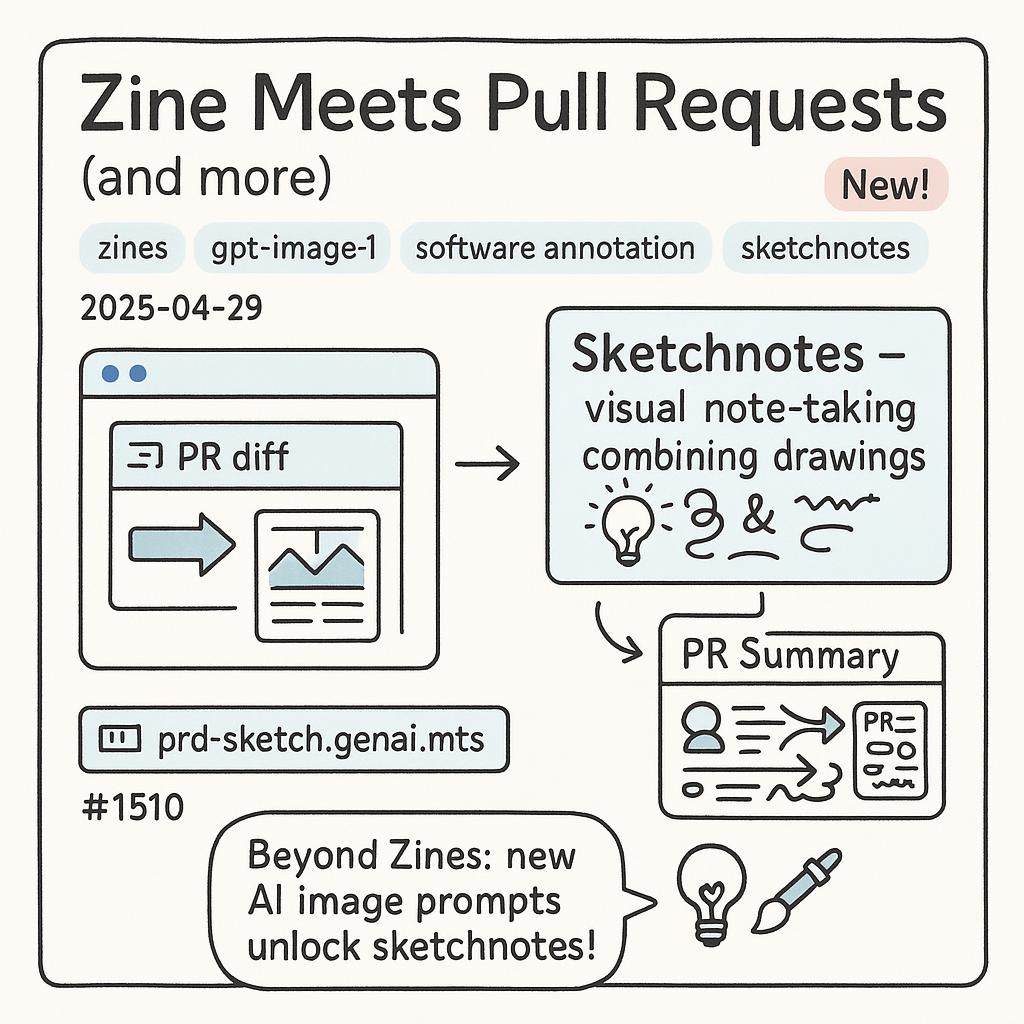 Zine Meets Pull Requests
(and more)
New!
zines
gpt-image-1
software annotation
sketchnotes
2025-04-29
PR diff
Sketchnotes –
visual note-taking
combining drawings
&
PR Summary
PR
prd-sketch.genai.mts
#1510
Beyond Zines: new
AI image prompts
unlock sketchnotes!